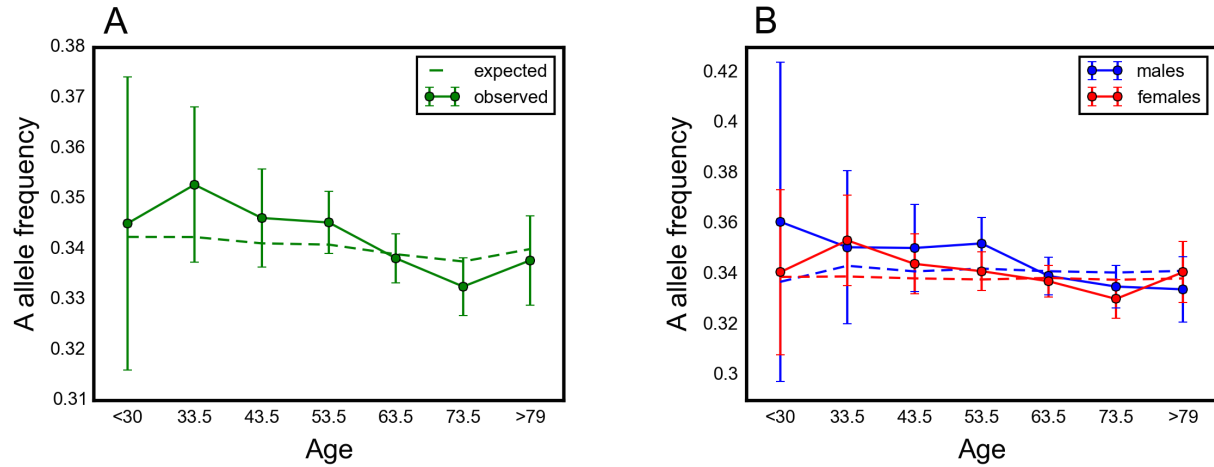 A
0.38
0.37
0.36
0.35
0.34
0.33
0.32
0.31
A allele frequency
expected
observed
<30 33.5 43.5 53.5 63.5 73.5 >79
Age
B
0.42
0.4
0.38
0.36
0.34
0.32
0.3
A allele frequency
males
females
<30 33.5 43.5 53.5 63.5 73.5 >79
Age